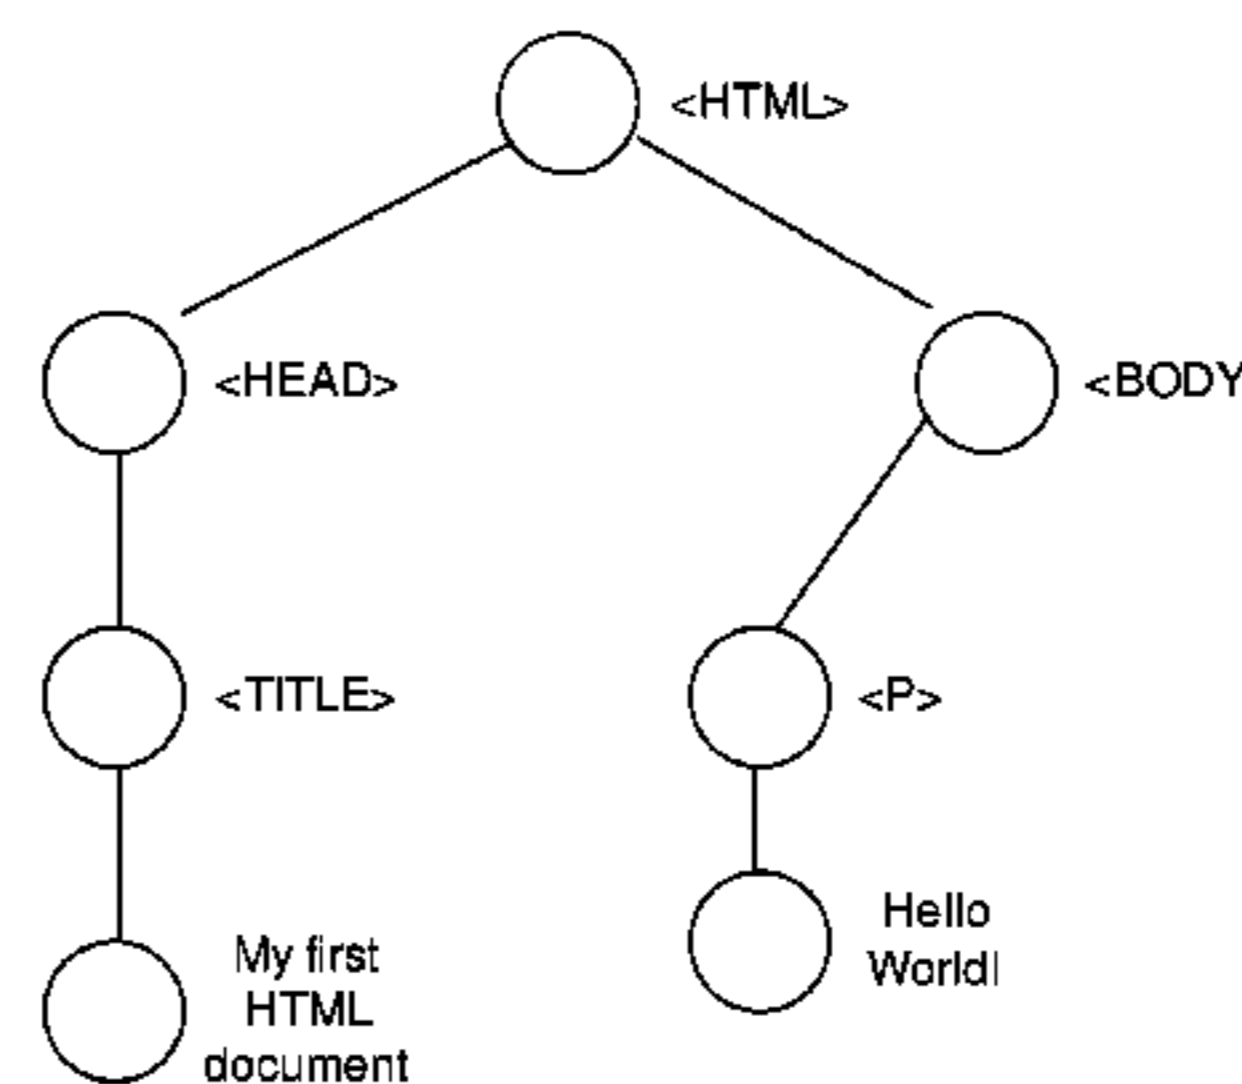 <HTML>
<HEAD>
<BODY
<TITLE>
<P>
Hello
World!
My first
HTML
document